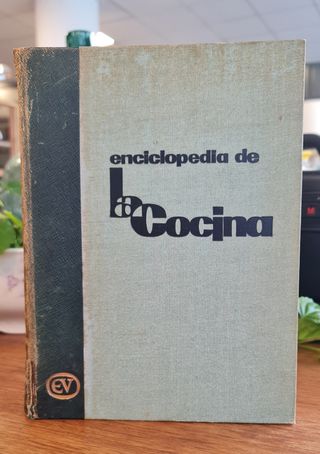 enciclopedia de
La Cocina
EV